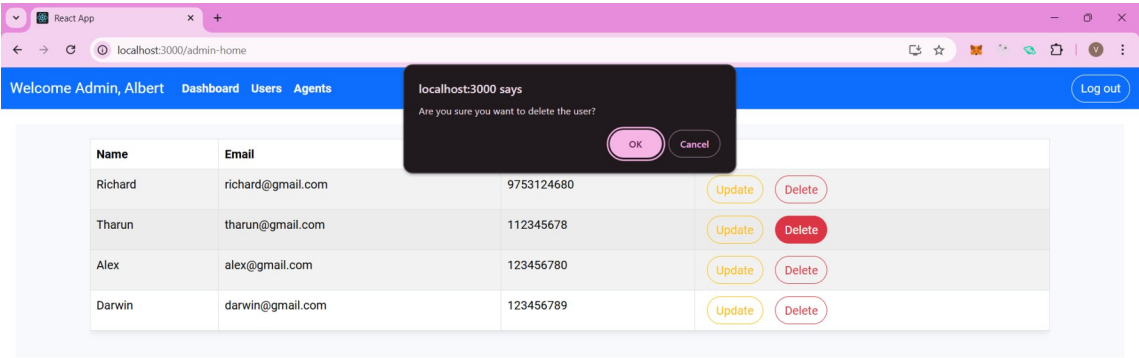 React App
localhost:3000/admin-home
V
Welcome Admin, Albert Dashboard Users Agents Log out
localhost:3000 says
Are you sure you want to delete the user?
OK Cancel
Name Email
Richard richard@gmail.com 9753124680 Update Delete
Tharun tharun@gmail.com 112345678 Update Delete
Alex alex@gmail.com 123456780 Update Delete
Darwin darwin@gmail.com 123456789 Update Delete